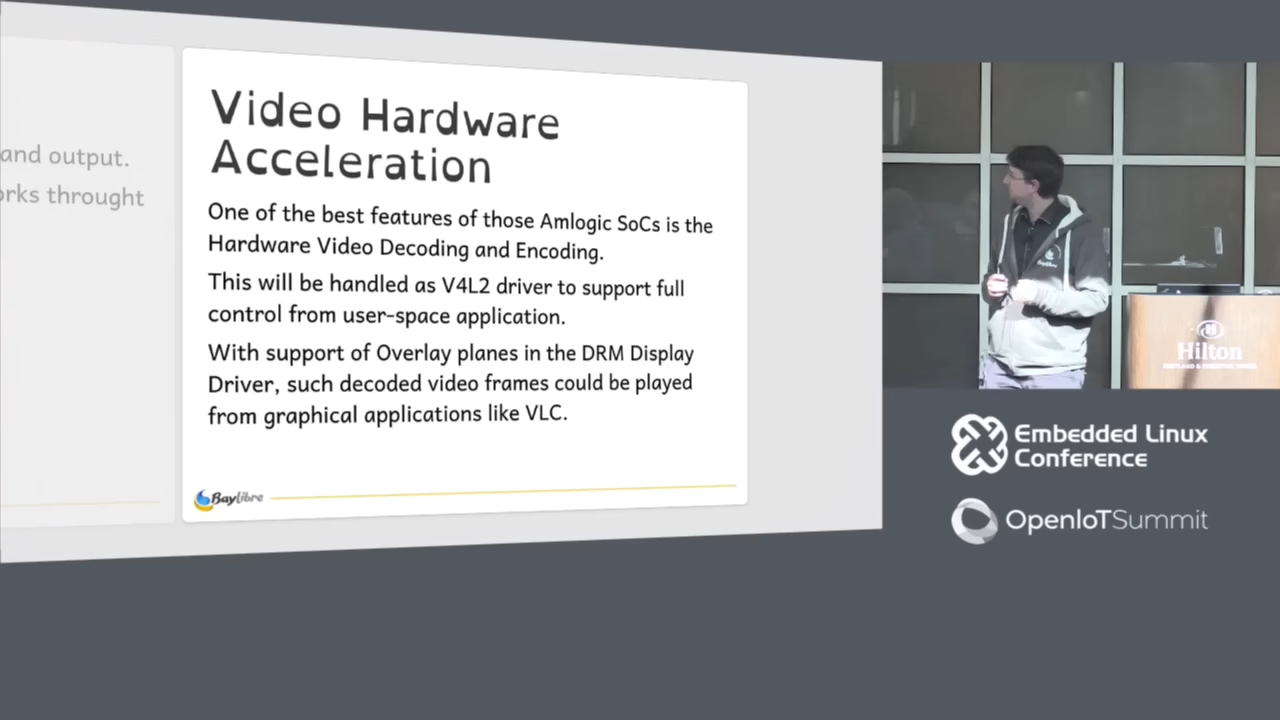 and output.
orks throught
Video Hardware
Acceleration
One of the best features of those Amlogic SoCs is the
Hardware Video Decoding and Encoding.
This will be handled as V4L2 driver to support full
control from user-space application.
With support of Overlay planes in the DRM Display
Driver, such decoded video frames could be played
from graphical applications like VLC.
BayLibre
Hilton
Embedded Linux
Conference
OpenIoTSummit